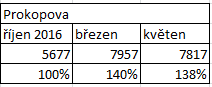 Prokopova
říjen 2016 březen květen
5677 7957 7817
100% 140% 138%